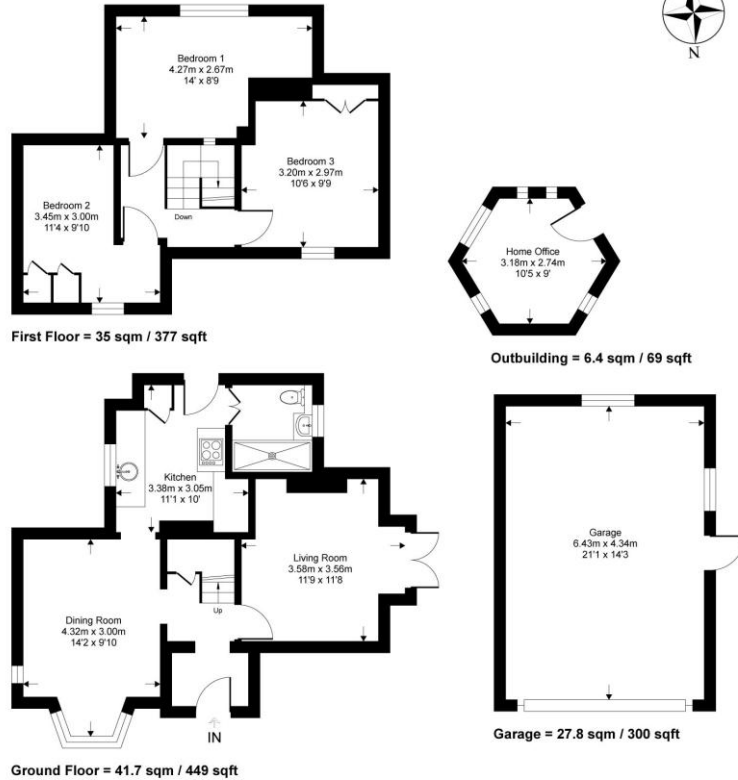 N
Bedroom 1
4.27m x 2.67m
14' x 8'9
Bedroom 2
3.45m x 3.00m
11'4 x 9'10
Down
Bedroom 3
3.20m x 2.97m
10'6 x 9'9
First Floor = 35 sqm / 377 sqft
Home Office
3.18m x 2.74m
10'5 x 9'
Outbuilding = 6.4 sqm / 69 sqft
Kitchen
3.38m x 3.05m
11'1 x 10'
Living Room
3.58m x 3.56m
11'9 x 11'8
Dining Room
4.32m x 3.00m
14'2 x 9'10
Up
IN
Ground Floor = 41.7 sqm / 449 sqft
Garage
6.43m x 4.34m
21'1 x 14'3
Garage = 27.8 sqm / 300 sqft